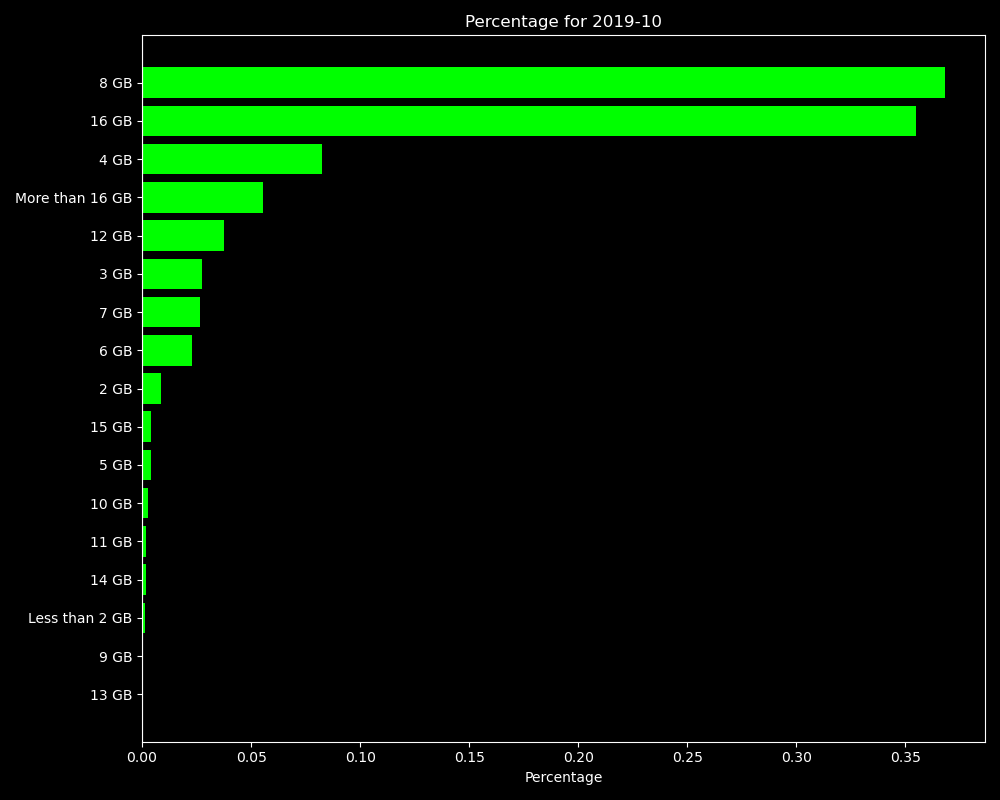 Percentage for 2019-10
8 GB
16 GB
4 GB
More than 16 GB
12 GB
3 GB
7 GB
6 GB
2 GB
15 GB
5 GB
10 GB
11 GB
14 GB
Less than 2 GB
9 GB
13 GB
0.00 0.05 0.10 0.15 0.20 0.25 0.30 0.35
Percentage